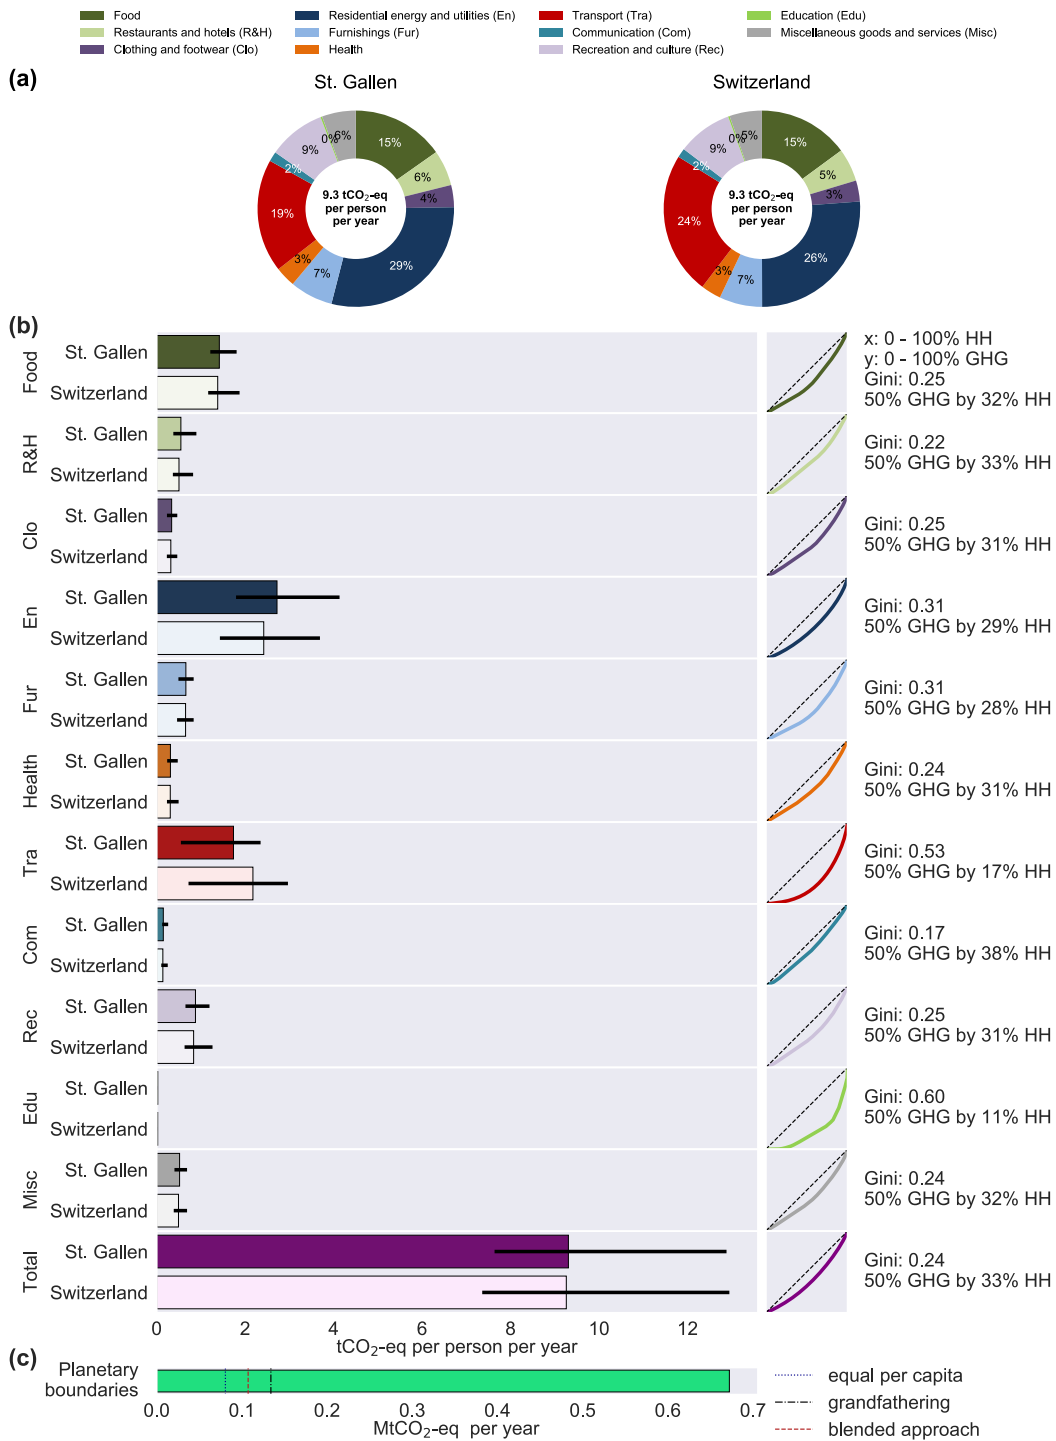 Food
Residential energy and utilities (En)
Transport (Tra)
Education (Edu)
Restaurants and hotels (R&H)
Furnishings (Fur)
Communication (Com)
Miscellaneous goods and services (Misc)
Clothing and footwear (Clo)
Health
Recreation and culture (Rec)
(a)
St. Gallen
Switzerland
15%
6%
4%
29%
7%
3%
19%
2%
9%
0%
6%
9.3 tCO₂-eq
per person
per year
15%
5%
3%
26%
7%
3%
24%
2%
9%
0%
5%
9.3 tCO₂-eq
per person
per year
(b)
Food
St. Gallen
Switzerland
x: 0 - 100% HH
y: 0 - 100% GHG
Gini: 0.25
50% GHG by 32% HH
R&H
St. Gallen
Switzerland
Gini: 0.22
50% GHG by 33% HH
Clo
St. Gallen
Switzerland
Gini: 0.25
50% GHG by 31% HH
En
St. Gallen
Switzerland
Gini: 0.31
50% GHG by 29% HH
Fur
St. Gallen
Switzerland
Gini: 0.31
50% GHG by 28% HH
Health
St. Gallen
Switzerland
Gini: 0.24
50% GHG by 31% HH
Tra
St. Gallen
Switzerland
Gini: 0.53
50% GHG by 17% HH
Com
St. Gallen
Switzerland
Gini: 0.17
50% GHG by 38% HH
Rec
St. Gallen
Switzerland
Gini: 0.25
50% GHG by 31% HH
Edu
St. Gallen
Switzerland
Gini: 0.60
50% GHG by 11% HH
Misc
St. Gallen
Switzerland
Gini: 0.24
50% GHG by 32% HH
Total
St. Gallen
Switzerland
Gini: 0.24
50% GHG by 33% HH
0 2 4 6 8 10 12
tCO₂-eq per person per year
(c)
Planetary
boundaries
0.0 0.1 0.2 0.3 0.4 0.5 0.6 0.7
MtCO₂-eq per year
equal per capita
grandfathering
blended approach